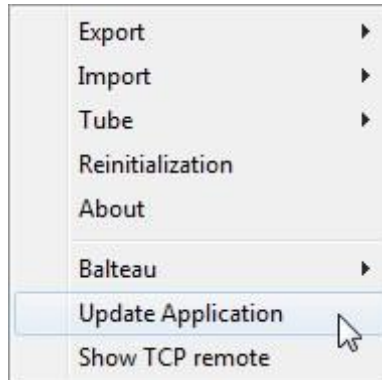 Export
Import
Tube
Reinitialization
About
Balteau
Update Application
Show TCP remote